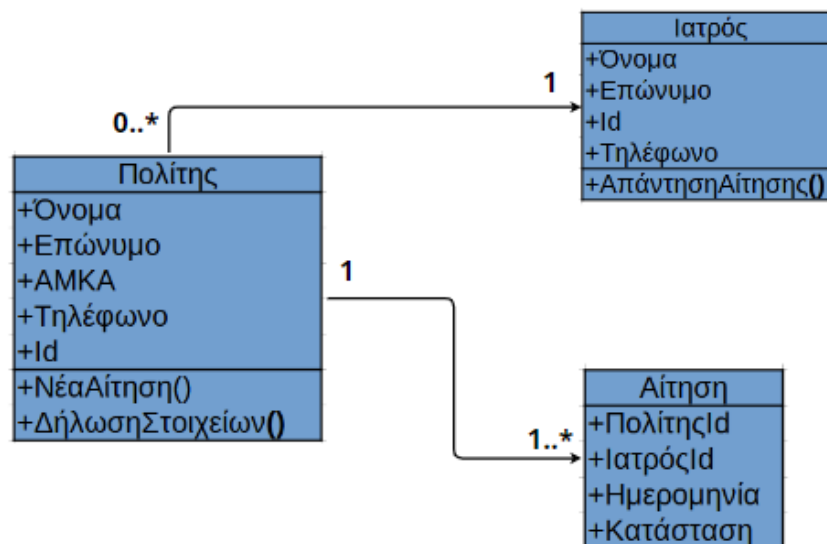 Ιατρός
+Όνομα
+Επώνυμο
+Id
+Τηλέφωνο
+ΑπάντησηΑίτησης()
1
0..*
Πολίτης
+Όνομα
+Επώνυμο
+ΑΜΚΑ
+Τηλέφωνο
+Id
+ΝέαΑίτηση()
+ΔήλωσηΣτοιχείων()
1
1..*
Αίτηση
+ΠολίτηςId
+ΙατρόςId
+Ημερομηνία
+Κατάσταση